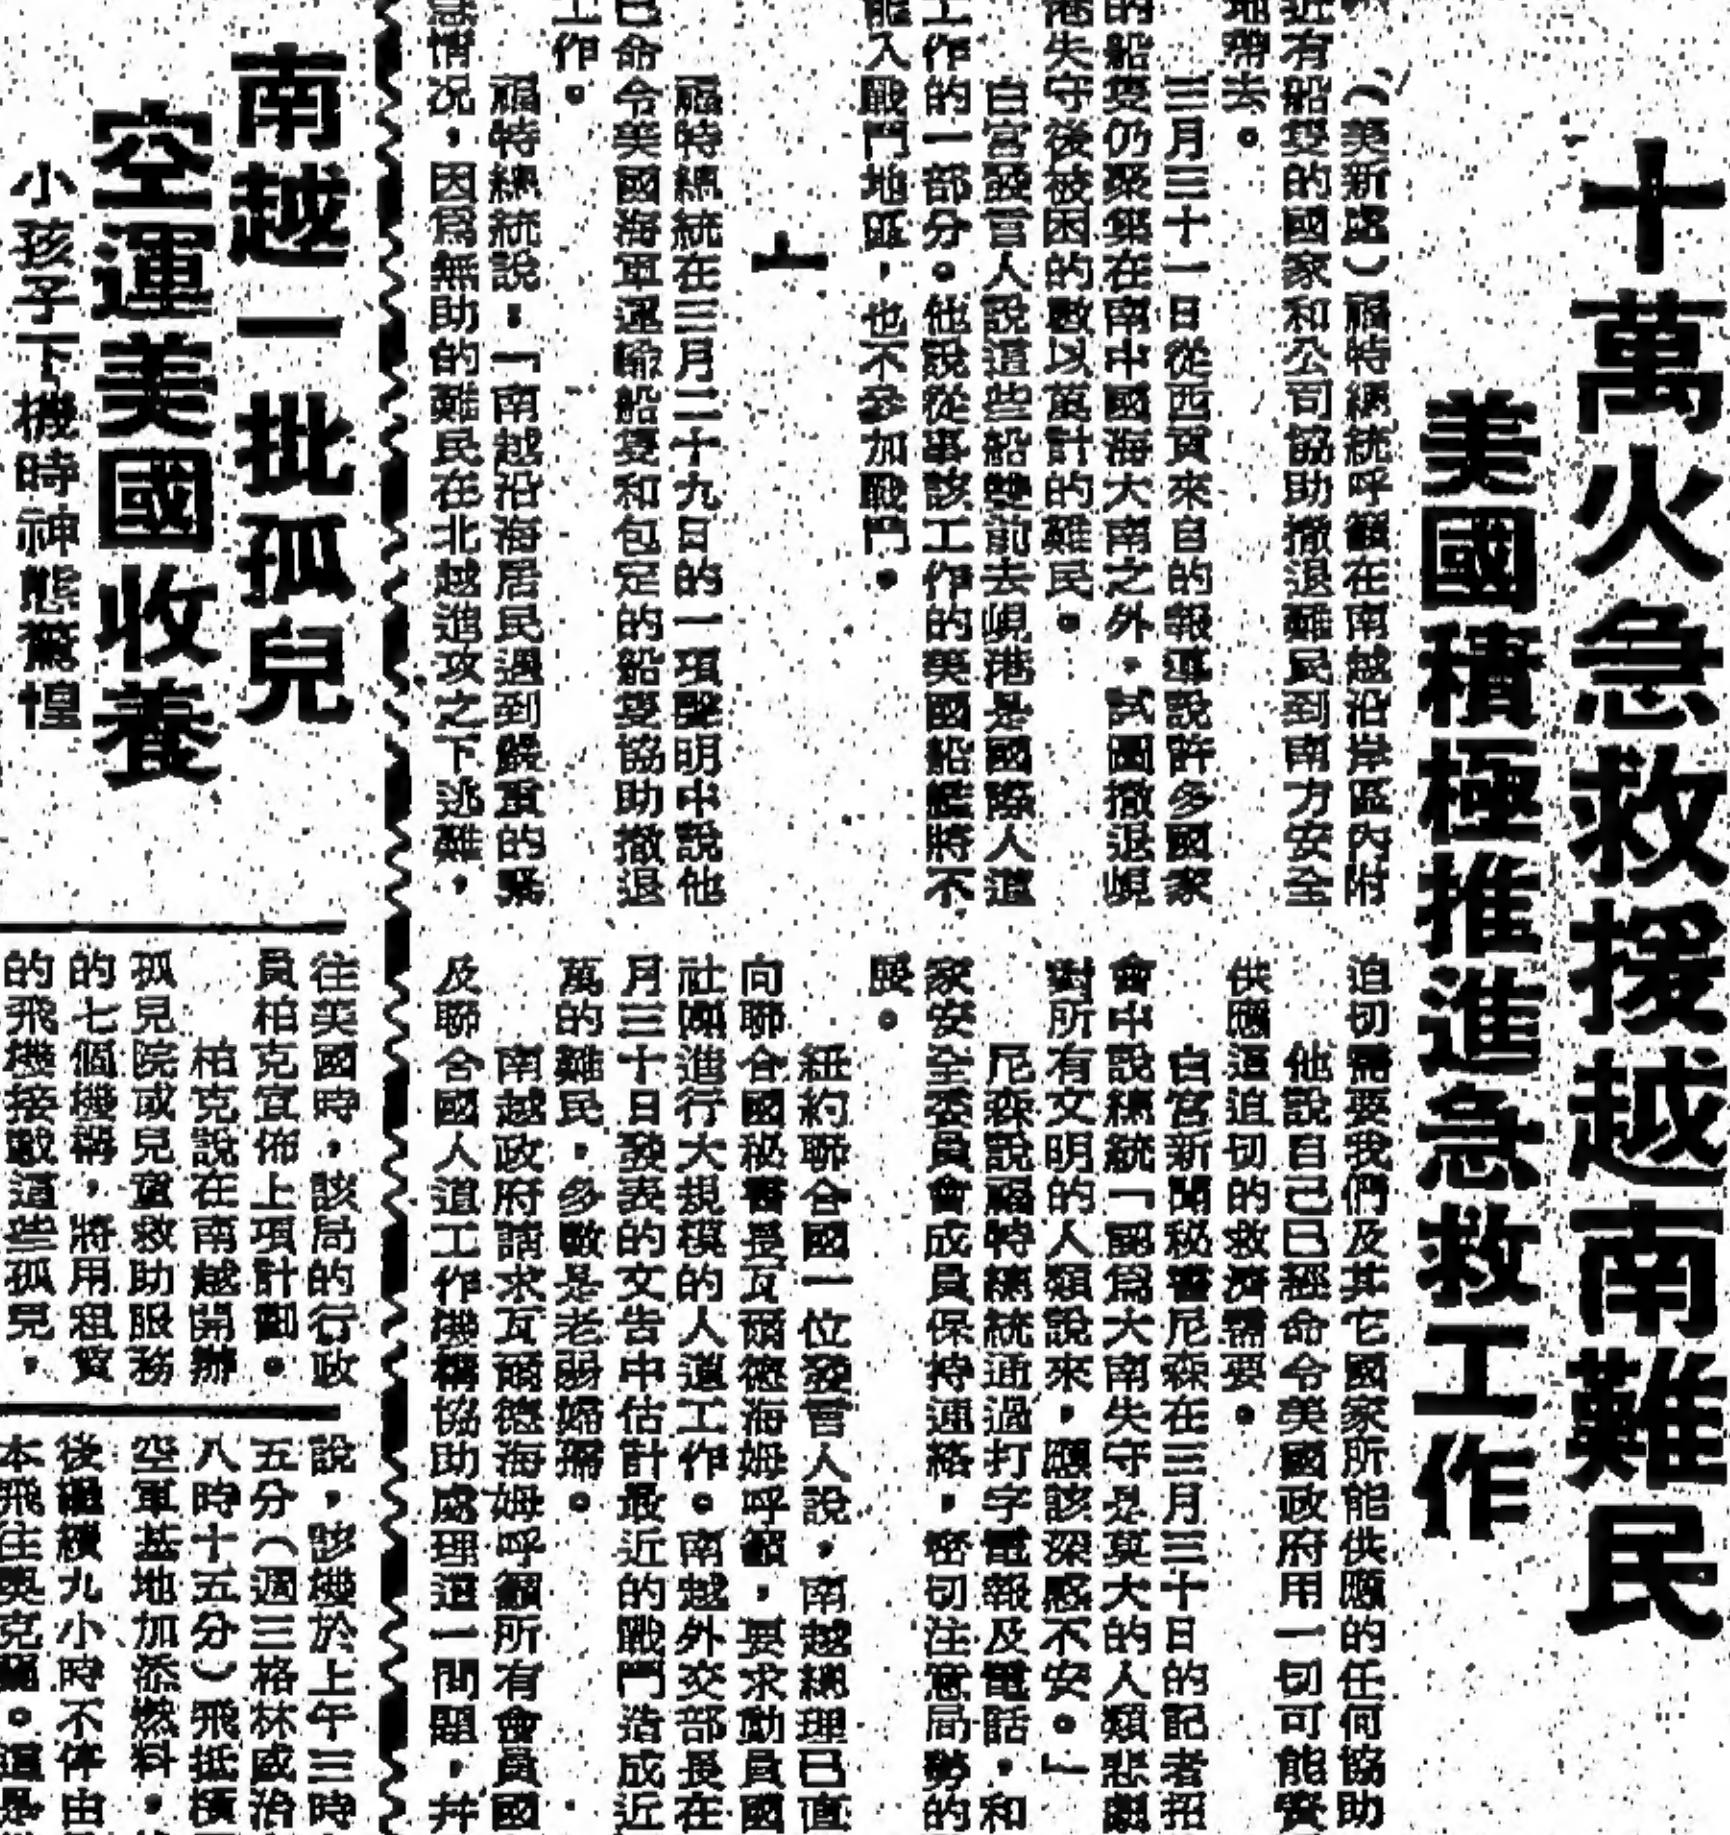 十萬火急救援越南難民
美國積極推進急救工作
（美新處）福特總統呼籲在南越沿岸區內附
近有船隻的國家和公司協助撤退難民到南方安全
地帶去。
三月三十一日從西貢來自的報導說許多國家
的船隻仍聚集在南中國海大南之外，試圖撤退峴
港失守後被困的數以萬計的難民。
白宮發言人說這些船隻前去峴港是國際人道
工作的一部分。他說從事該工作的美國船艦將不
能入戰鬥地區，也不參加戰鬥。
福特總統在三月二十九日的一項聲明中說他
已命令美國海軍運輸船隻和包定的船隻協助撤退
工作。
福特總統說：「南越沿海居民遇到嚴重的緊
急情況，因爲無助的難民在北越進攻之下逃難，
迫切需要我們及其它國家所能供應的任何協助
他說自己已經命令美國政府用一切可能實
供應這迫切的救濟需要。
白宮新聞秘書尼森在三月三十日的記者招
會中說總統「認爲大南失守是莫大的人類悲劇
對所有文明的人類說來，應該深感不安。」
尼森說福特總統通過打字電報及電話，和
家安全委員會成員保持連絡，密切注意局勢的
展。
紐約聯合國一位發言人說，南越總理已直
向聯合國秘書長瓦爾德海姆呼籲，要求動員國
社團進行大規模的人道工作。南越外交部長在
月三十日發表的文告中估計最近的戰鬥造成近
萬的難民，多數是老弱婦孺。
南越政府請求瓦爾德海姆呼籲所有會員國
及聯合國人道工作機構協助處理這一問題，并
南越一批孤兒
空運美國收養
小孩子下機時神態驚惶
往美國時，該局的行政
員柏克宣佈上項計劃。
柏克說在南越開辦
孤兒院或兒童救助服務
的七個機構，將用租賃
的飛機接載這些孤兒，
說，該機於上午三時
五分（週三格林威治
八時十五分）飛抵橫
空軍基地加添燃料，
後繼續九小時不停由
本飛往奧克蘭。這是